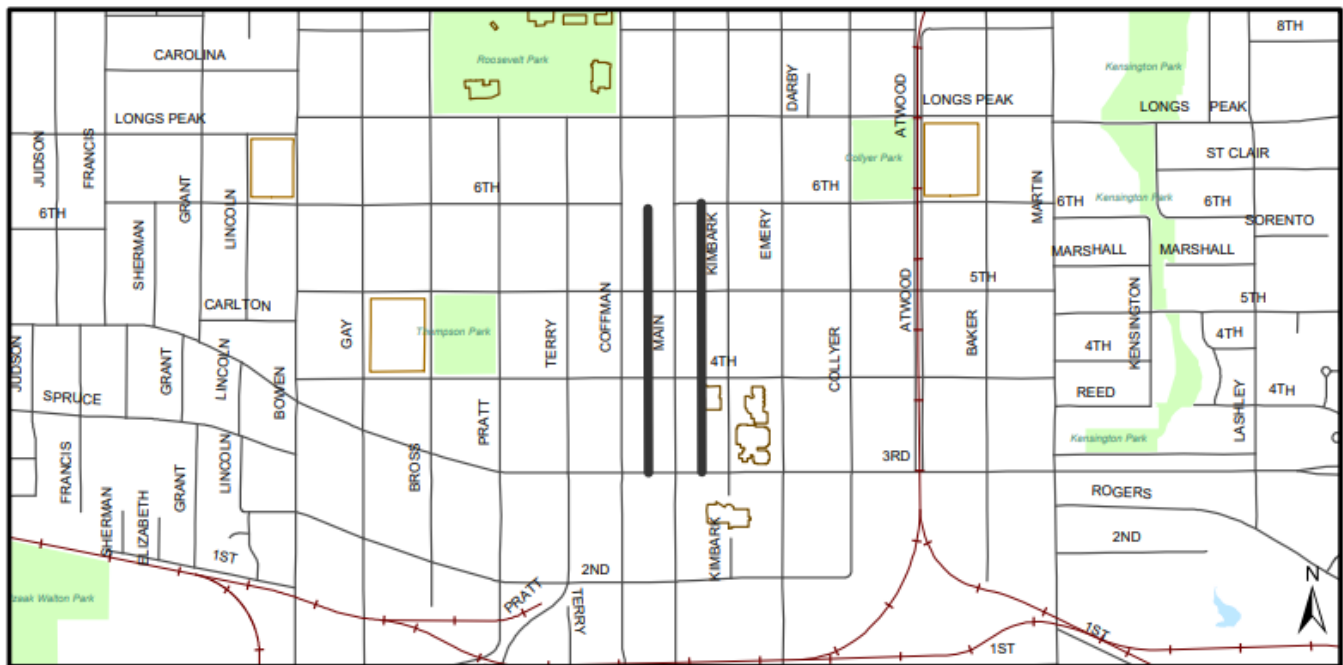 8TH
CAROLINA
Roosevelt Park
Kensington Park
DARBY
LONGS PEAK
LONGS PEAK
LONGS PEAK
ATWOOD
JUDSON
FRANCIS
Collyer Park
ST CLAIR
GRANT
LINCOLN
6TH
6TH
MARTIN
6TH
Kensington Park
6TH
6TH
SORENTO
SHERMAN
KIMBARK
EMERY
MARSHALL
MARSHALL
CARLTON
5TH
5TH
ATWOOD
KENSINGTON
GAY
Thompson Park
TERRY
COFFMAN
MAIN
4TH
COLLYER
BAKER
4TH
4TH
JUDSON
GRANT
LINCOLN
BOWEN
SPRUCE
REED
4TH
LASHLEY
PRATT
Kensington Park
BROSS
3RD
FRANCIS
GRANT
LINCOLN
ROGERS
SHERMAN
ELIZABETH
1ST
KIMBARK
2ND
2ND
N
Izaak Walton Park
PRATT
TERRY
1ST
1ST